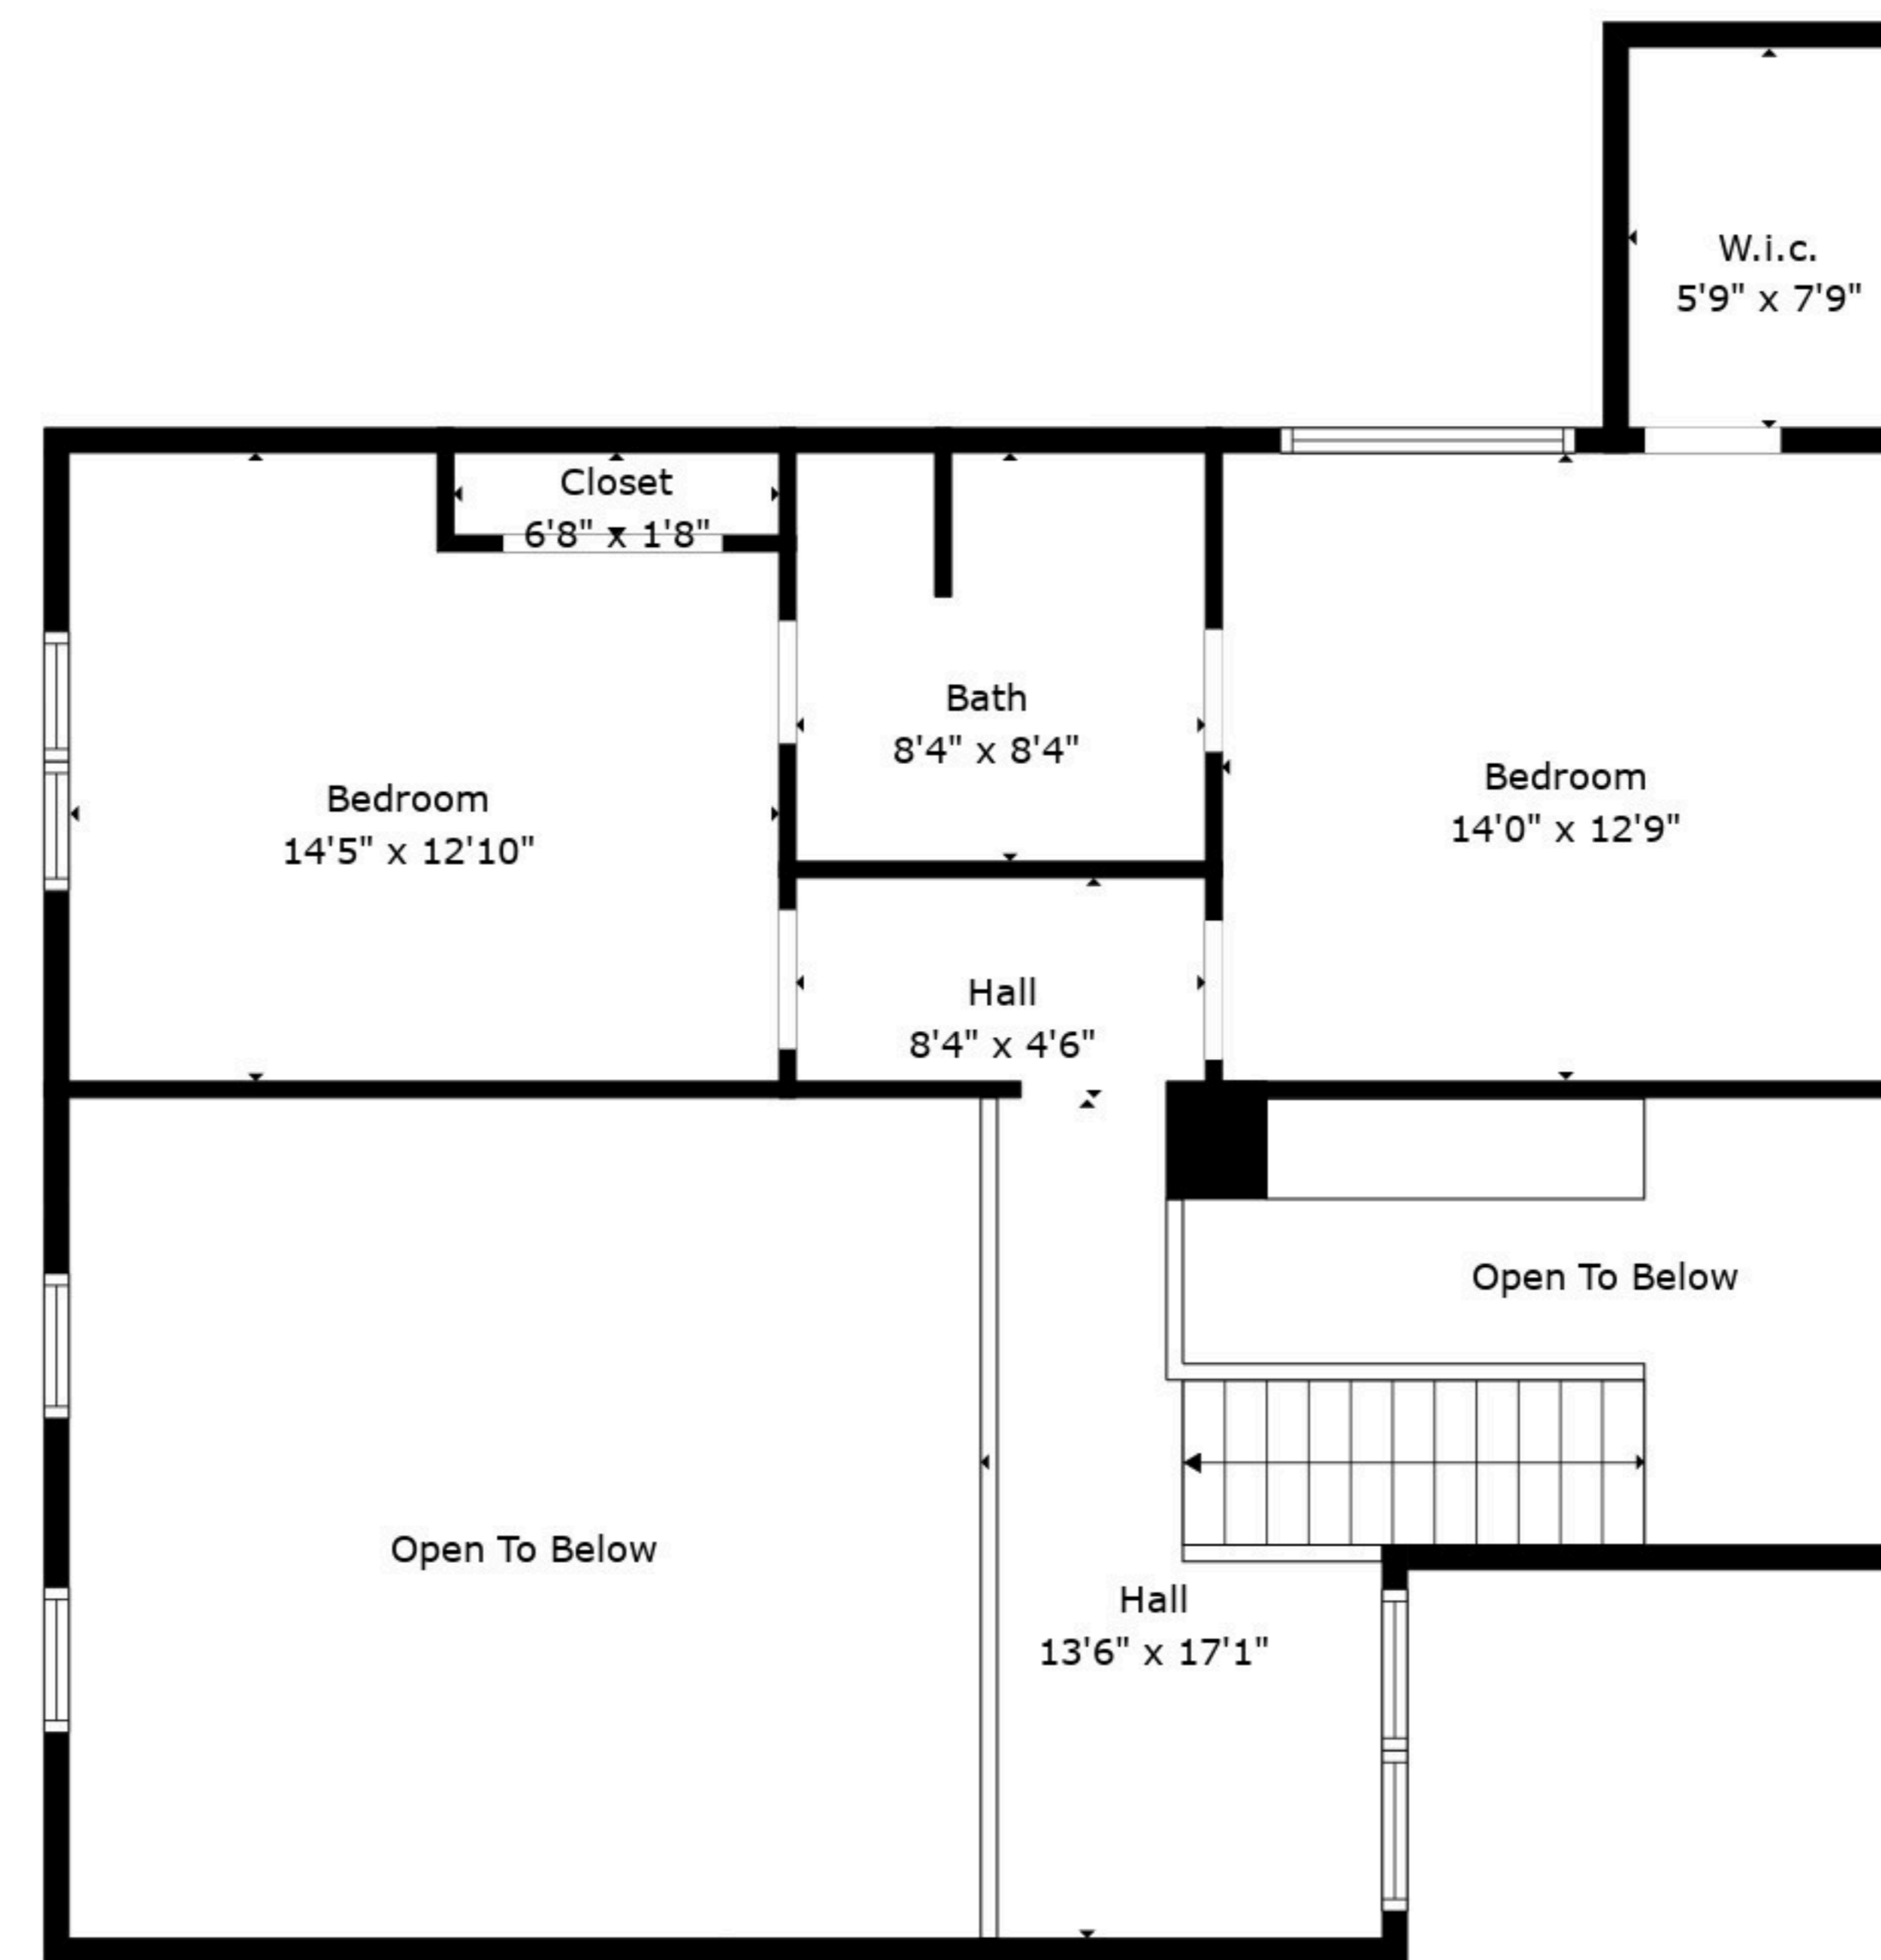 W.i.c.
5'9" x 7'9"
Closet
6'8" x 1'8"
Bath
8'4" x 8'4"
Bedroom
14'5" x 12'10"
Bedroom
14'0" x 12'9"
Hall
8'4" x 4'6"
Open To Below
Open To Below
Hall
13'6" x 17'1"